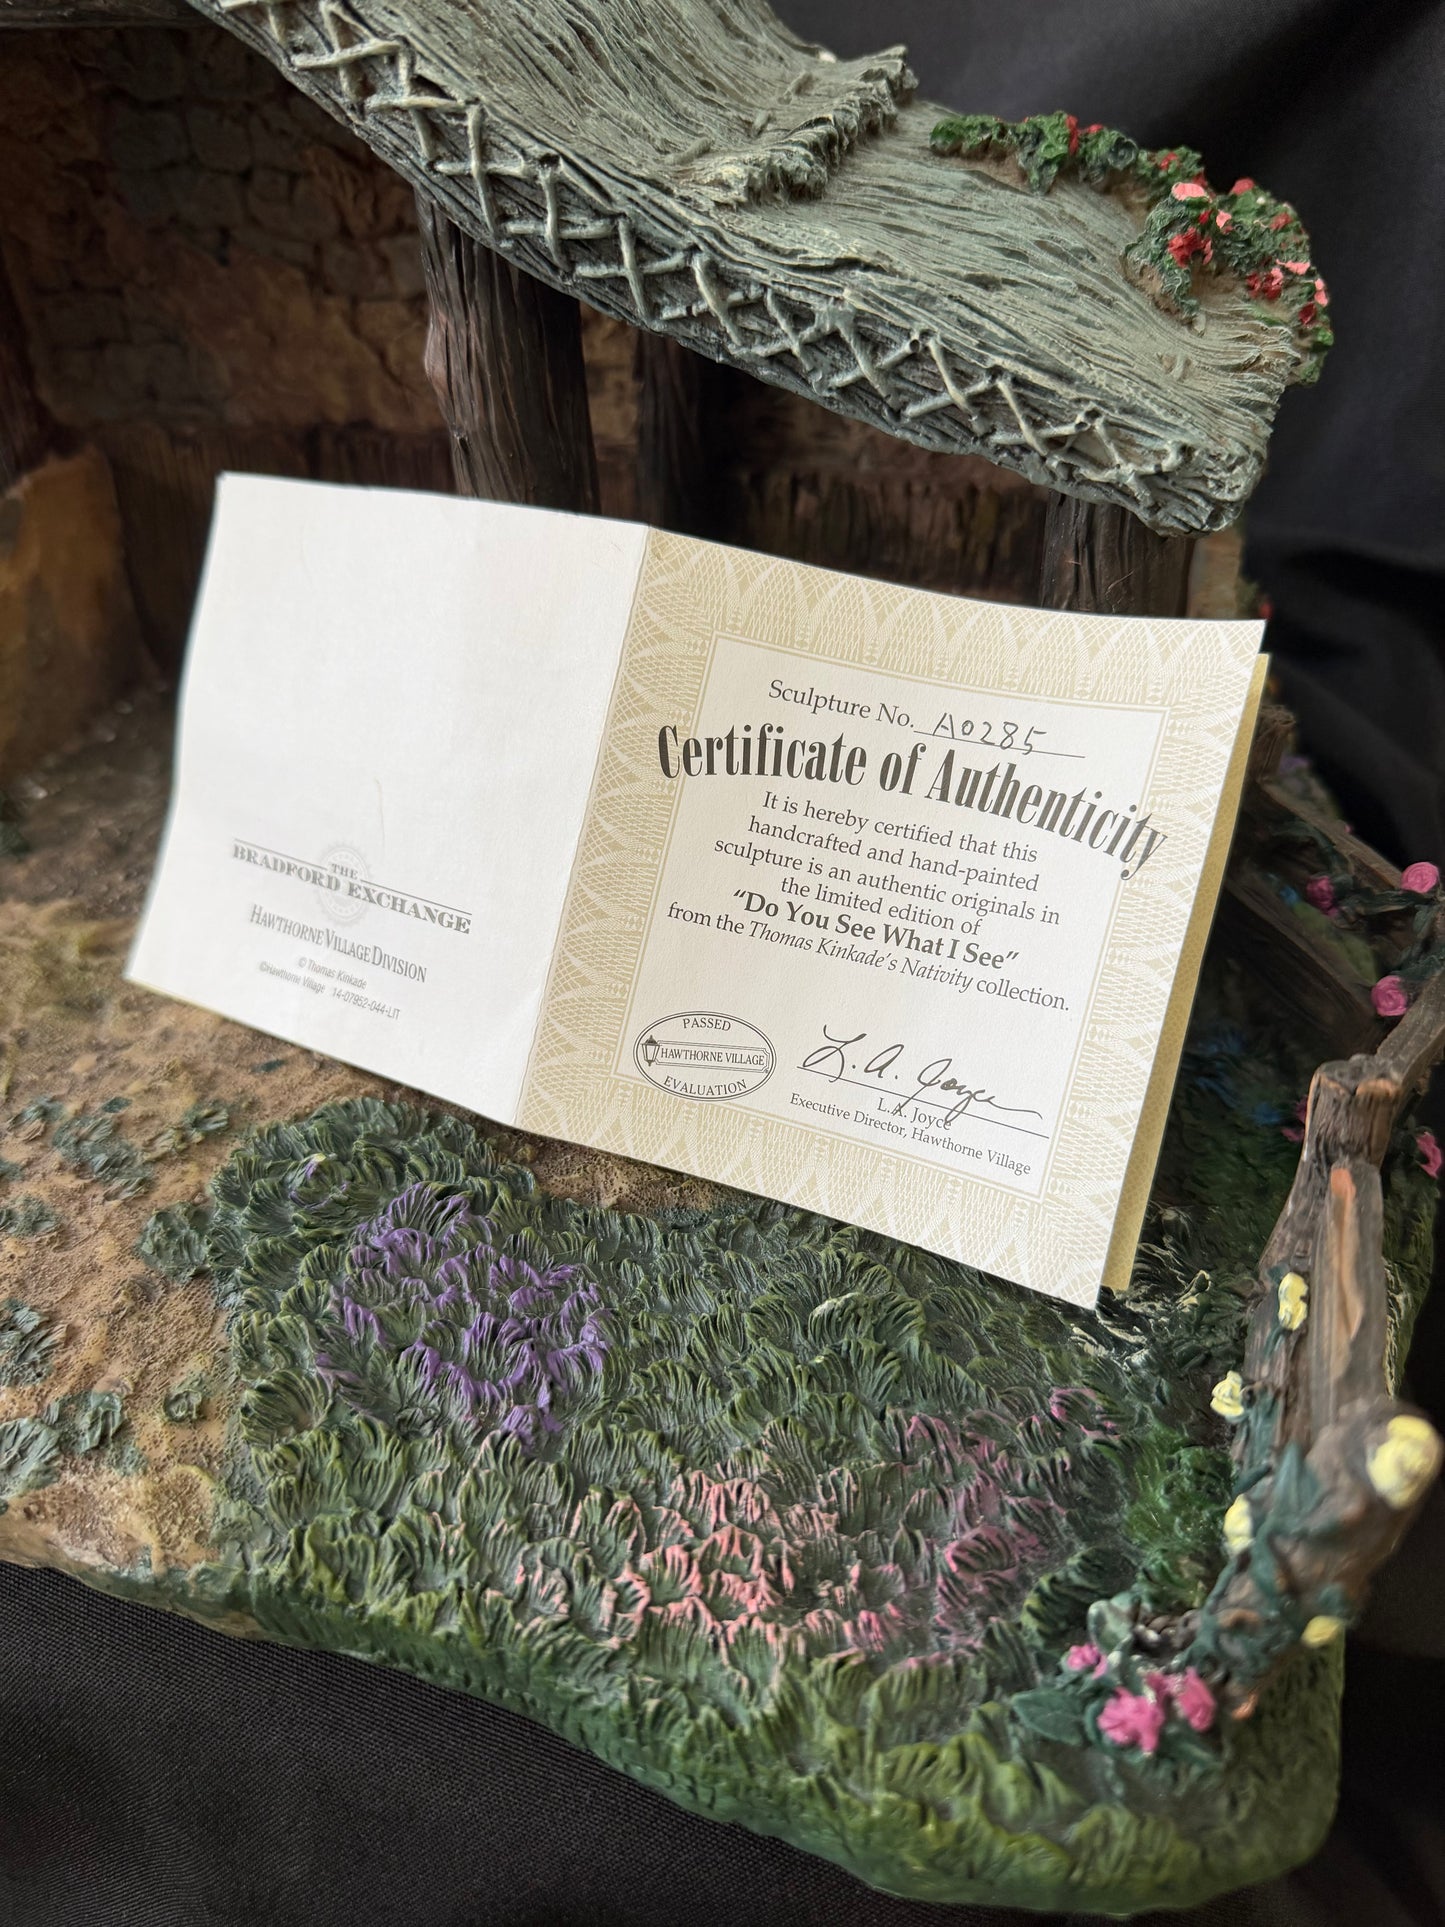 THE
BRADFORD EXCHANGE
HAWTHORNE VILLAGE DIVISION
© Thomas Kinkade
©Hawthorne Village 14-07952-044-LIT
Sculpture No. A0285
Certificate of Authenticity
It is hereby certified that this
handcrafted and hand-painted
sculpture is an authentic originals in
the limited edition of
“Do You See What I See”
from the Thomas Kinkade's Nativity collection.
PASSED
HAWTHORNE VILLAGE
EVALUATION
L. A. Joyce
L.A. Joyce
Executive Director, Hawthorne Village